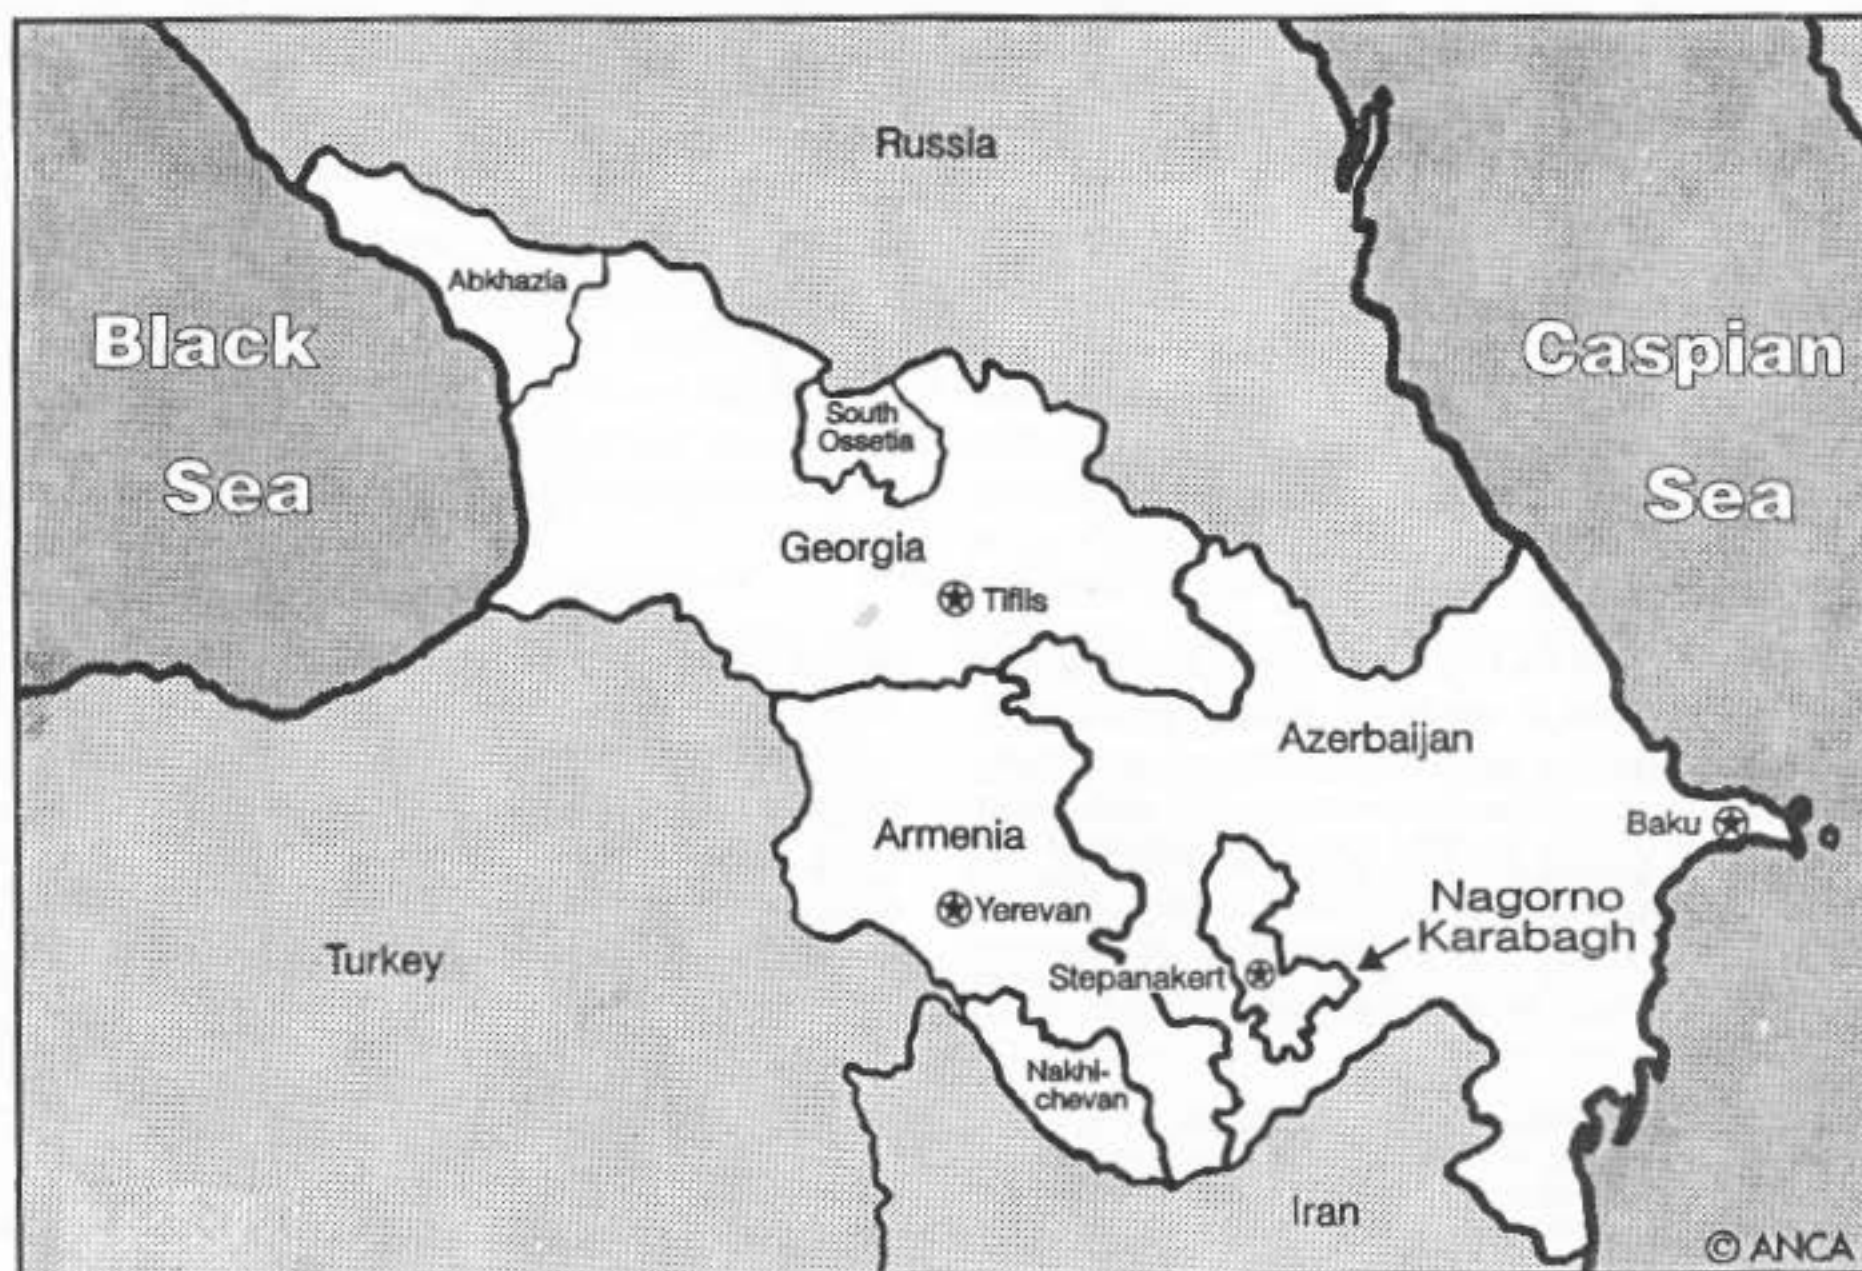 Russia
Abkhazia
Black
Sea
Caspian
Sea
South
Ossetia
Georgia
Tiflis
Azerbaijan
Baku
Armenia
Yerevan
Nagorno
Karabagh
Stepanakert
Turkey
Nakhi-
chevan
Iran
© ANCA